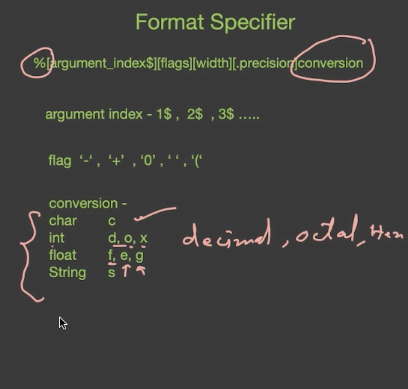 Format Specifier
%[argument_index$][flags][width][.precision]conversion
argument index - 1$ , 2$ , 3$ .....
flag '-' , '+' , '0' , ' ' , '('
conversion -
char c
int d, o, x decimal, octal, Hex
float f, e, g
String s